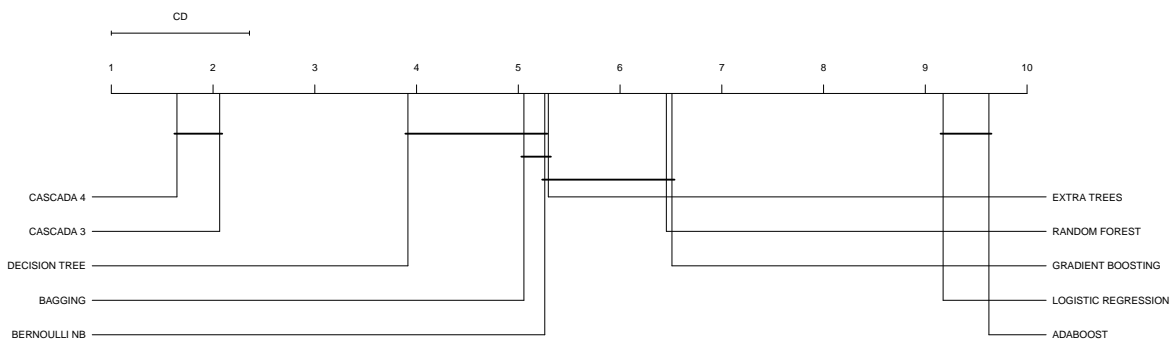 CD
1 2 3 4 5 6 7 8 9 10
CASCADA 4
CASCADA 3
DECISION TREE
BAGGING
BERNOULLI NB
EXTRA TREES
RANDOM FOREST
GRADIENT BOOSTING
LOGISTIC REGRESSION
ADABOOST